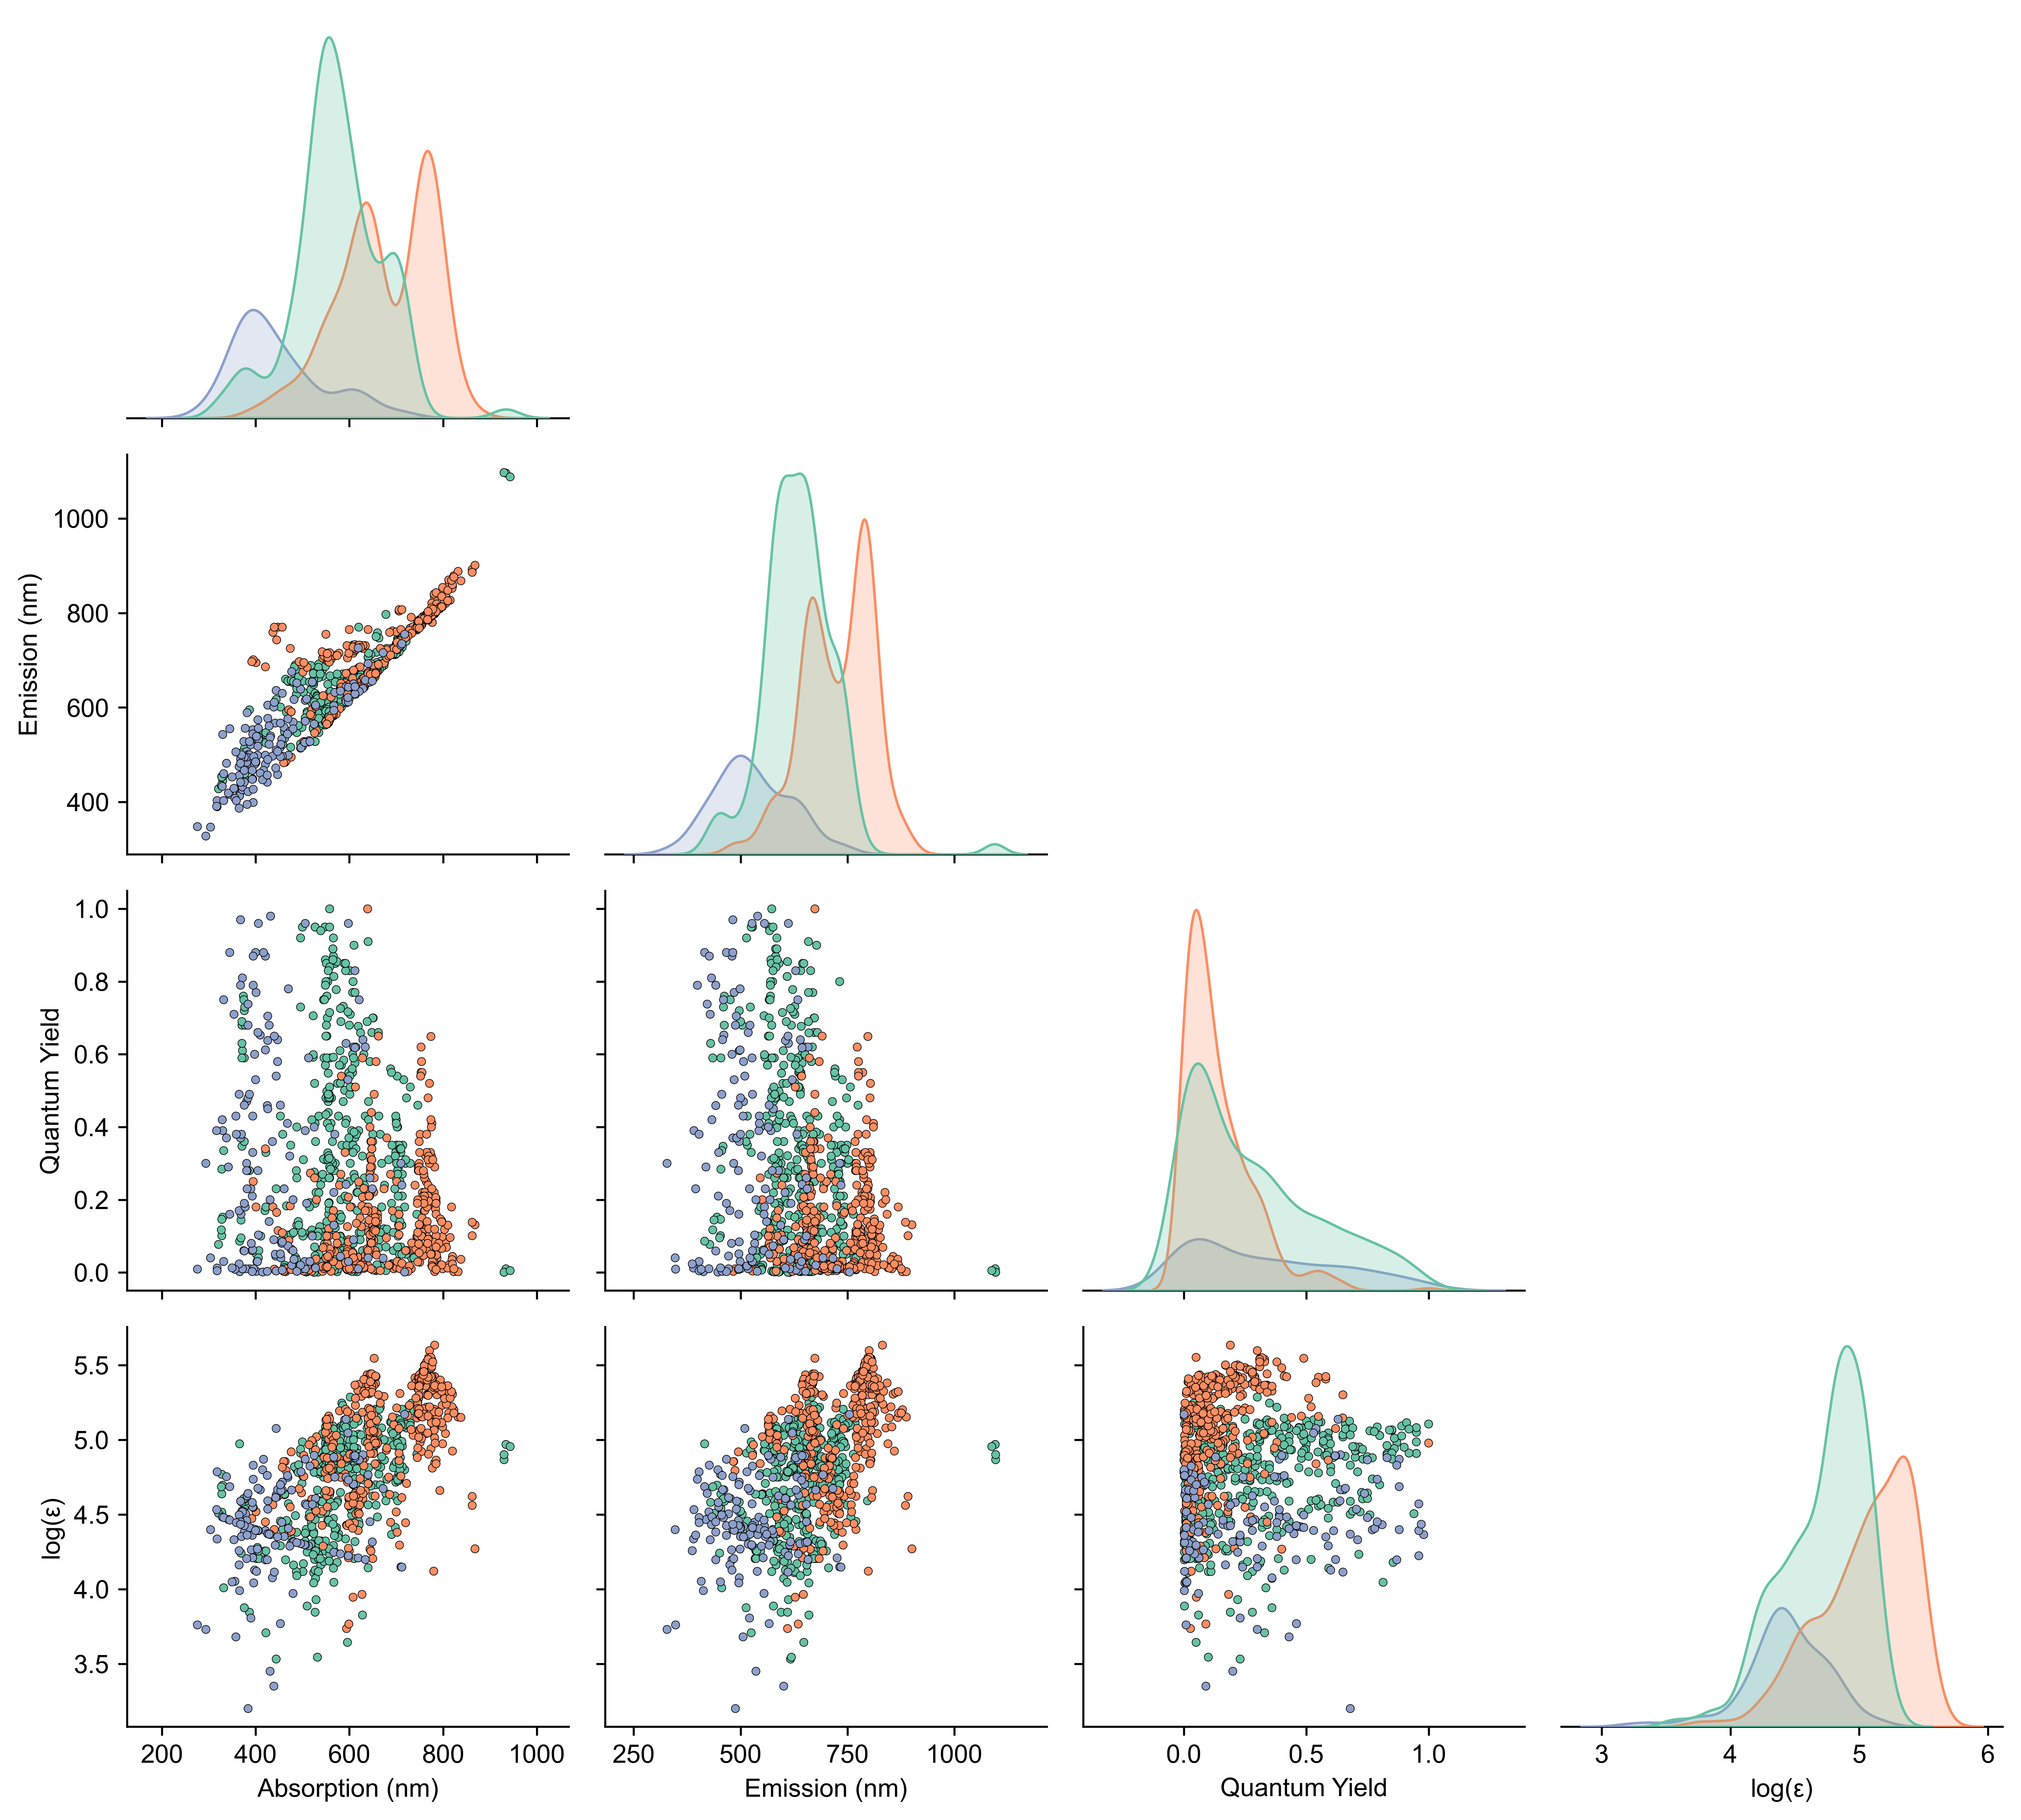 1000
800
600
400
Emission (nm)
1.0
0.8
0.6
0.4
0.2
0.0
Quantum Yield
5.5
5.0
4.5
4.0
3.5
log(ε)
200 400 600 800 1000
Absorption (nm)
250 500 750 1000
Emission (nm)
0.0 0.5 1.0
Quantum Yield
3 4 5 6
log(ε)